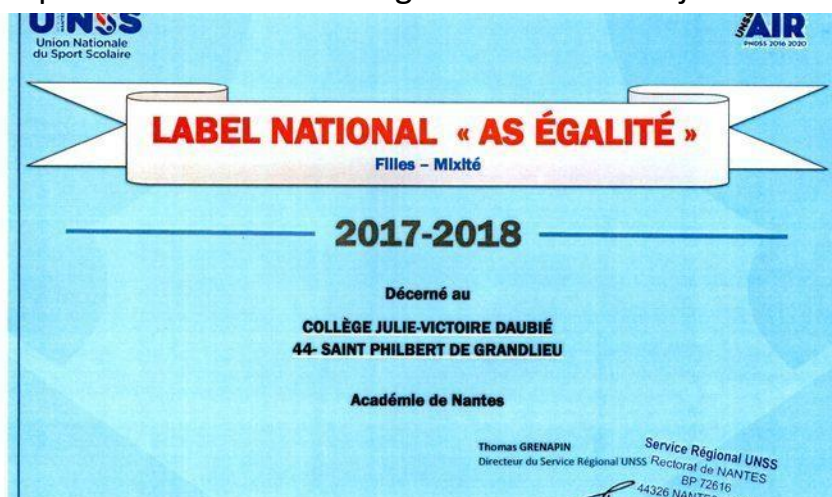 UNSS
Union Nationale
du Sport Scolaire
UNSS
AIR
PNDSS 2016 2020
LABEL NATIONAL « AS ÉGALITÉ »
Filles – Mixité
2017-2018
Décerné au
COLLÈGE JULIE-VICTOIRE DAUBIÉ
44- SAINT PHILBERT DE GRANDLIEU
Académie de Nantes
Thomas GRENAPIN
Directeur du Service Régional UNSS
Service Régional UNSS
Rectorat de NANTES
BP 72616
44326 NANTES